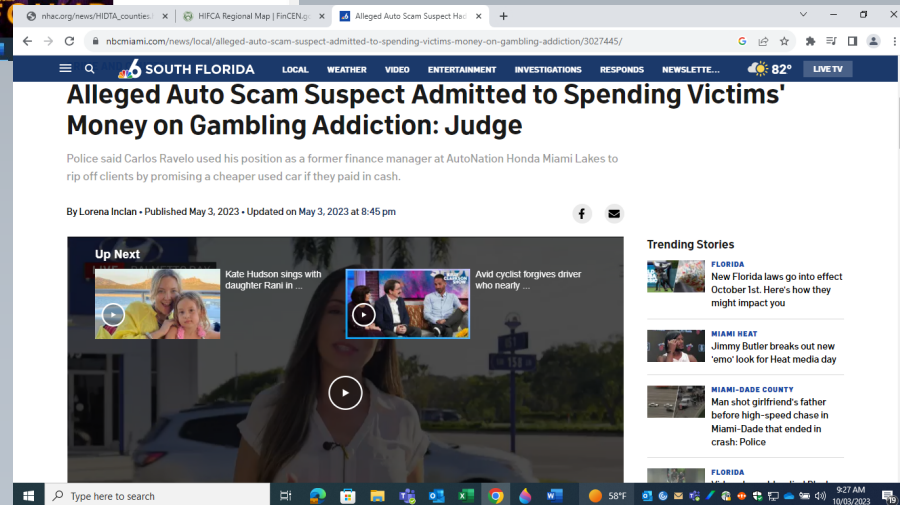 nhac.org/news/HIDTA_counties.
HIFCA Regional Map | FinCEN.g
Alleged Auto Scam Suspect Had
nbcmiami.com/news/local/alleged-auto-scam-suspect-admitted-to-spending-victims-money-on-gambling-addiction/3027445/
6 SOUTH FLORIDA
LOCAL WEATHER VIDEO ENTERTAINMENT INVESTIGATIONS RESPONDS NEWSLETTE...
82°
LIVE TV
Alleged Auto Scam Suspect Admitted to Spending Victims'
Money on Gambling Addiction: Judge
Police said Carlos Ravelo used his position as a former finance manager at AutoNation Honda Miami Lakes to
rip off clients by promising a cheaper used car if they paid in cash.
By Lorena Inclan • Published May 3, 2023 • Updated on May 3, 2023 at 8:45 pm
Up Next
Kate Hudson sings with
daughter Rani in ...
Avid cyclist forgives driver
who nearly ...
Trending Stories
FLORIDA
New Florida laws go into effect
October 1st. Here's how they
might impact you
MIAMI HEAT
Jimmy Butler breaks out new
'emo' look for Heat media day
MIAMI-DADE COUNTY
Man shot girlfriend's father
before high-speed chase in
Miami-Dade that ended in
crash: Police
FLORIDA
Type here to search
58°F
9:27 AM
10/03/2023
19